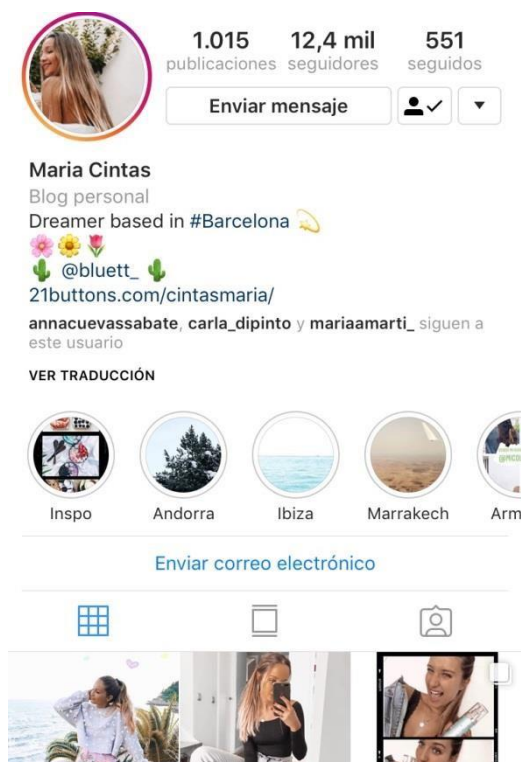 1.015 12,4 mil 551
publicaciones seguidores seguidos
Enviar mensaje
Maria Cintas
Blog personal
Dreamer based in #Barcelona 💫
🌸 🌼 🌷
🌵 @bluett_ 🌵
21buttons.com/cintasmaria/
annacuevassabate, carla_dipinto y mariaamarti_ siguen a
este usuario
VER TRADUCCIÓN
Inspo Andorra Ibiza Marrakech Arm
Enviar correo electrónico